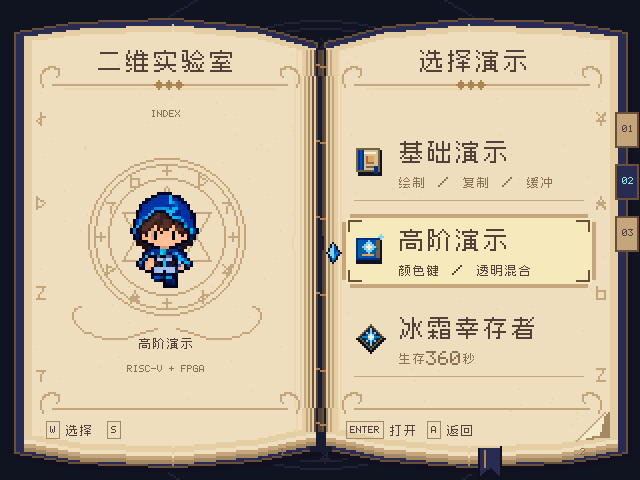 二维实验室
INDEX
高阶演示
RISC-V + FPGA
W 选择 S
选择演示
基础演示
绘制 / 复制 / 缓冲
高阶演示
颜色键 / 透明混合
冰霜幸存者
生存360秒
ENTER 打开 A 返回
01
02
03